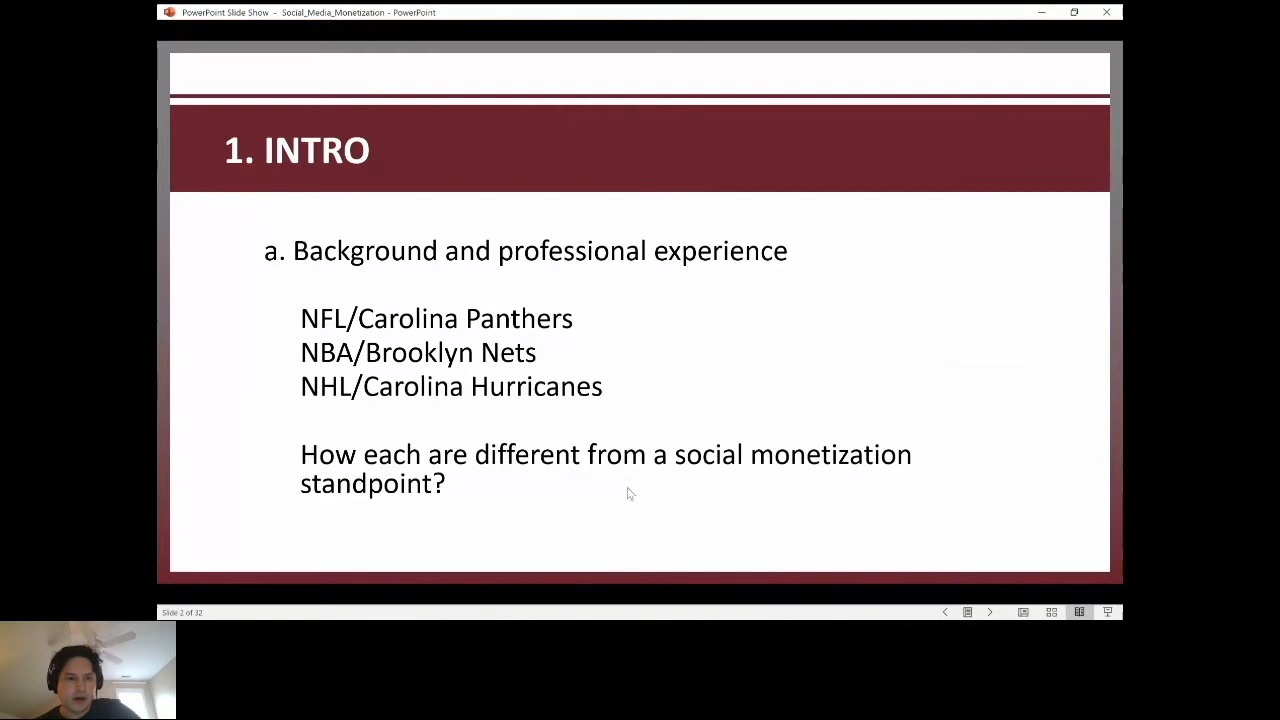 PowerPoint Slide Show - Social_Media_Monetization - PowerPoint
1. INTRO
a. Background and professional experience
NFL/Carolina Panthers
NBA/Brooklyn Nets
NHL/Carolina Hurricanes
How each are different from a social monetization
standpoint?
Slide 2 of 32